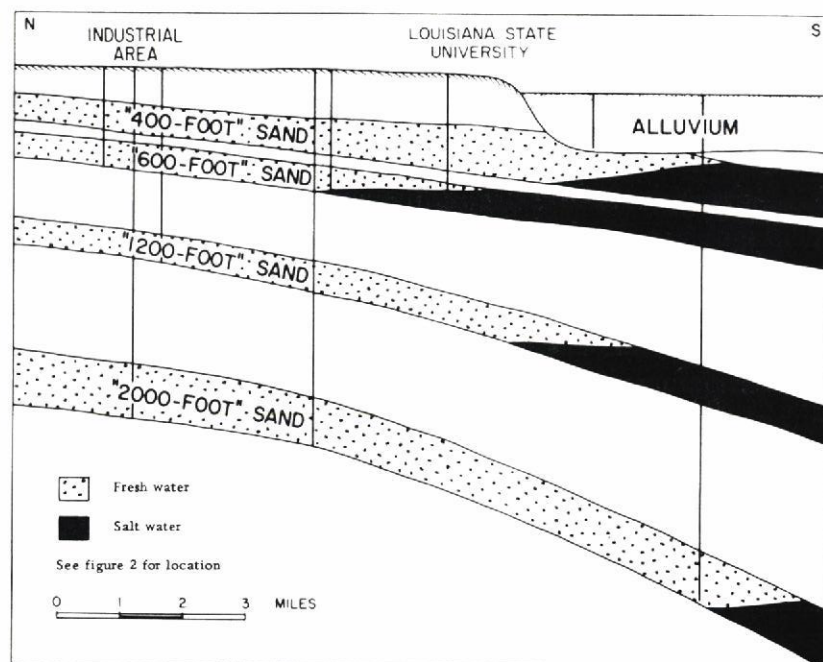 N
S
INDUSTRIAL
AREA
LOUISIANA STATE
UNIVERSITY
"400-FOOT" SAND
ALLUVIUM
"600-FOOT" SAND
"1200-FOOT" SAND
"2000-FOOT" SAND
Fresh water
Salt water
See figure 2 for location
0 1 2 3 MILES